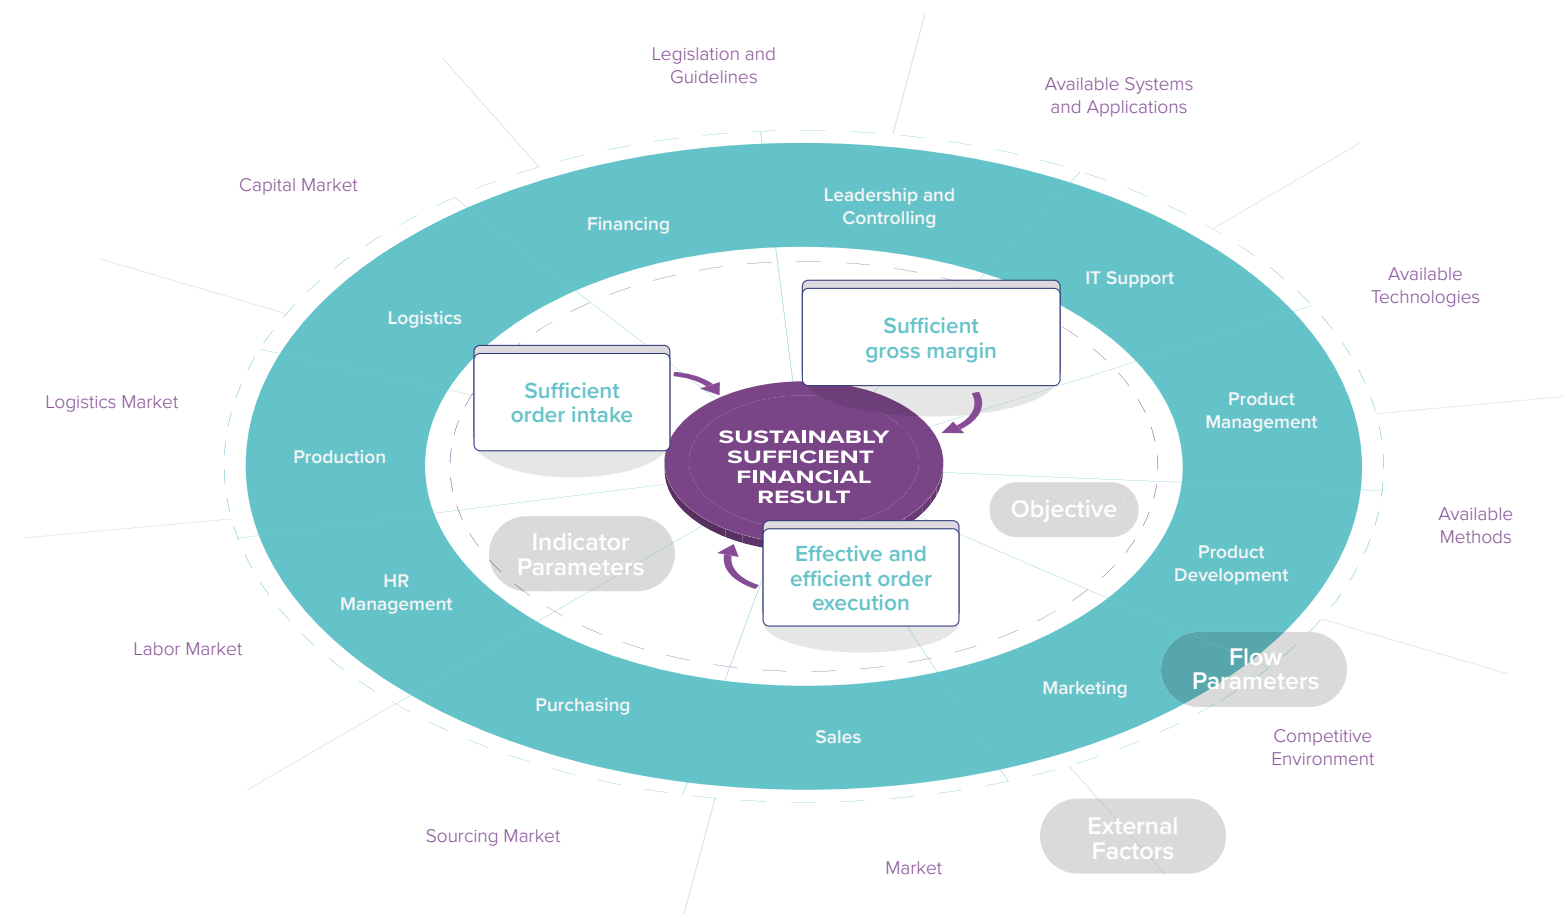 Legislation and
Guidelines
Available Systems
and Applications
Capital Market
Leadership and
Controlling
Financing
IT Support
Available
Technologies
Logistics
Sufficient
gross margin
Sufficient
order intake
Logistics Market
Product
Management
Production
SUSTAINABLY
SUFFICIENT
FINANCIAL
RESULT
Objective
Available
Methods
Indicator
Parameters
Effective and
efficient order
execution
Product
Development
HR
Management
Labor Market
Flow
Parameters
Marketing
Purchasing
Sales
Competitive
Environment
Sourcing Market
External
Factors
Market